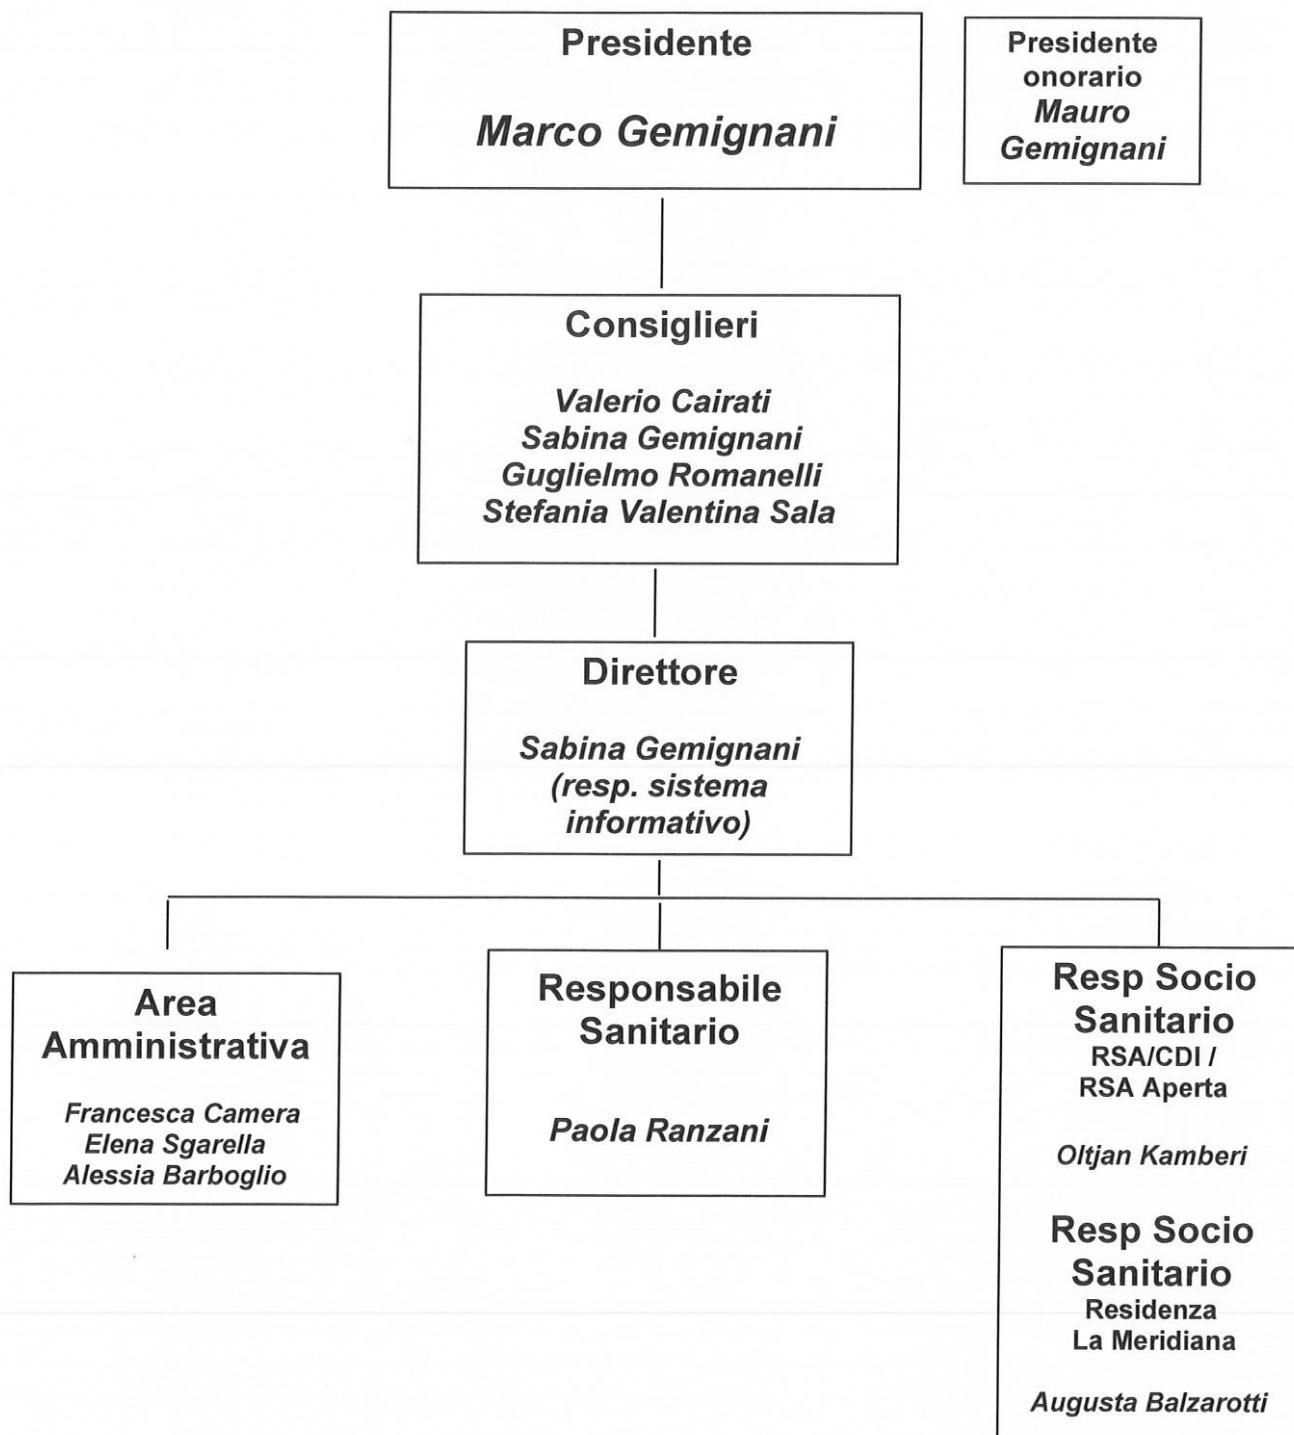 Presidente
Marco Gemignani
Presidente
onorario
Mauro
Gemignani
Consiglieri
Valerio Cairati
Sabina Gemignani
Guglielmo Romanelli
Stefania Valentina Sala
Direttore
Sabina Gemignani
(resp. sistema
informativo)
Area
Amministrativa
Francesca Camera
Elena Sgarella
Alessia Barboglio
Responsabile
Sanitario
Paola Ranzani
Resp Socio
Sanitario
RSA/CDI /
RSA Aperta
Oltjan Kamberi
Resp Socio
Sanitario
Residenza
La Meridiana
Augusta Balzarotti